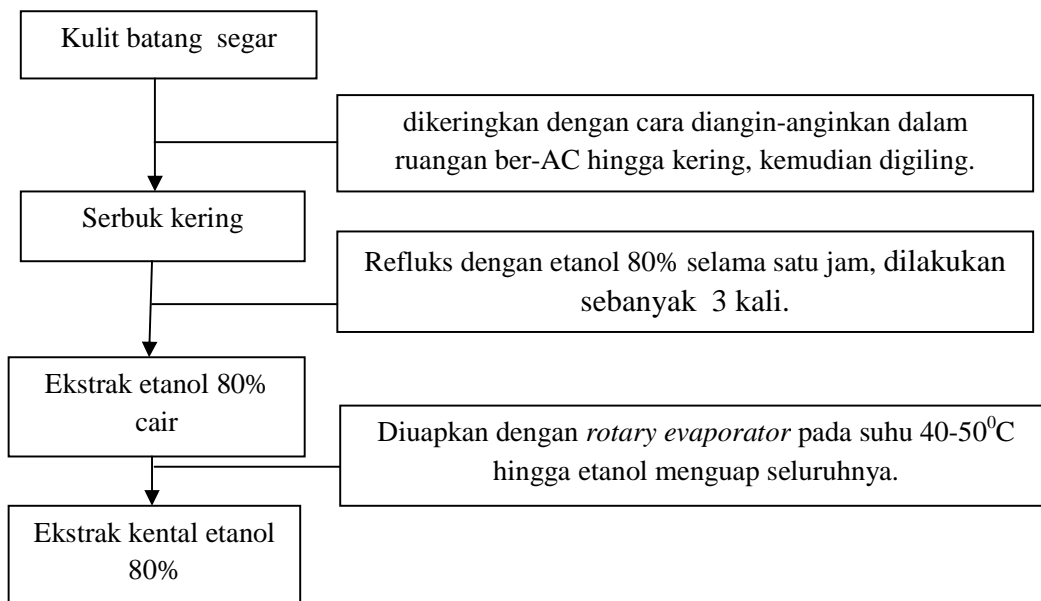 Kulit batang segar
dikeringkan dengan cara diangin-anginkan dalam
ruangan ber-AC hingga kering, kemudian digiling.
Serbuk kering
Refluks dengan etanol 80% selama satu jam, dilakukan
sebanyak 3 kali.
Ekstrak etanol 80%
cair
Diuapkan dengan rotary evaporator pada suhu 40-50⁰C
hingga etanol menguap seluruhnya.
Ekstrak kental etanol
80%